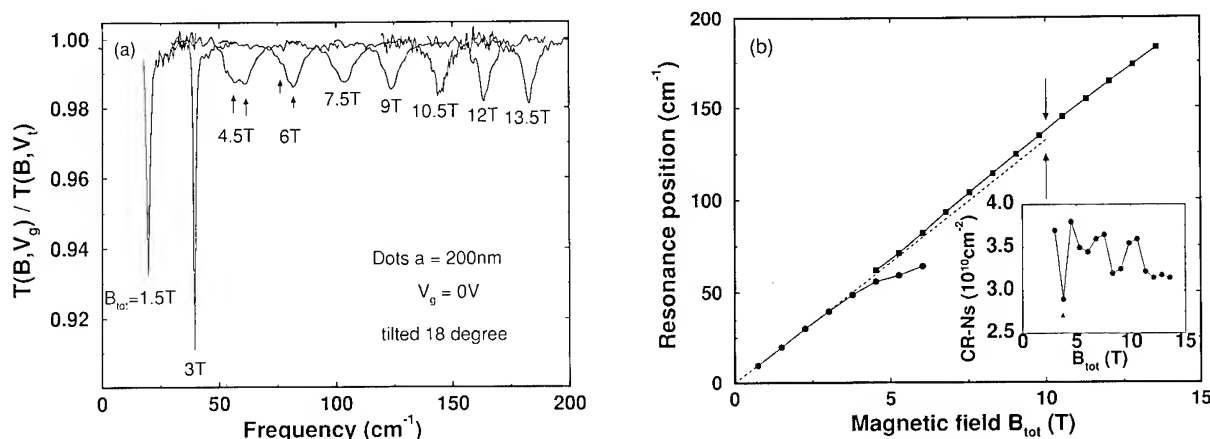 (a)
T(B,V_g) / T(B,V_t)
1.00
0.98
0.96
0.94
0.92
4.5T
6T
7.5T
9T
10.5T
12T
13.5T
B_tot=1.5T
3T
Dots a = 200nm
V_g = 0V
tilted 18 degree
0
50
100
150
200
Frequency (cm⁻¹)
(b)
Resonance position (cm⁻¹)
200
150
100
50
0
0
5
10
15
Magnetic field B_tot (T)
CR-Ns (10¹⁰cm⁻²)
4.0
3.5
3.0
2.5
0
5
10
15
B_tot (T)